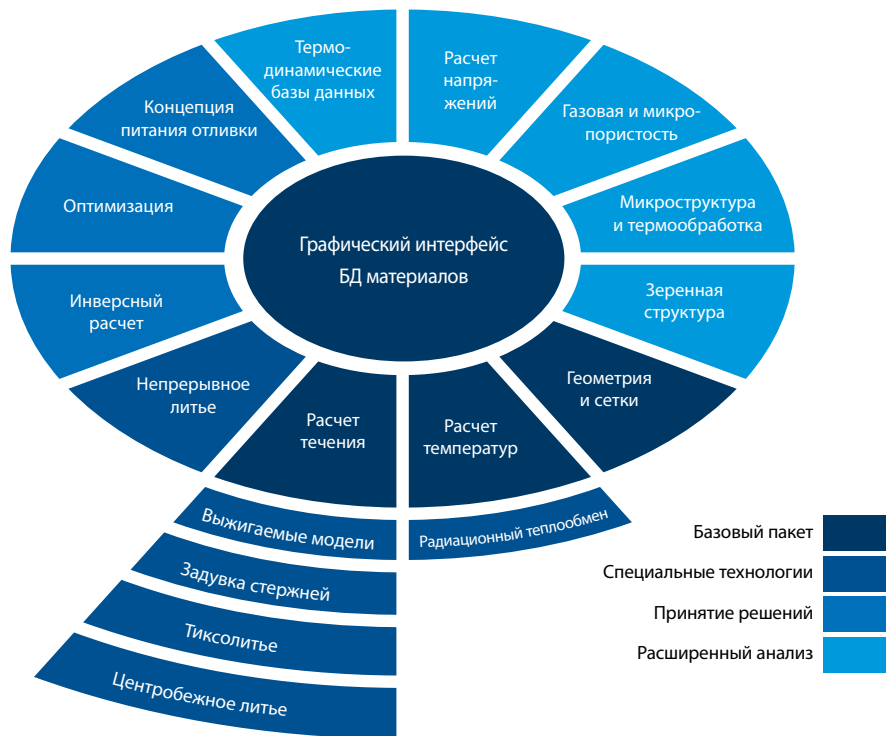 Термо-
динамические
базы данных
Расчет
напря-
жений
Газовая и микро-
пористость
Микроструктура
и термообработка
Зеренная
структура
Геометрия
и сетки
Расчет
температур
Расчет
течения
Непрерывное
литье
Инверсный
расчет
Оптимизация
Концепция
питания отливки
Графический интерфейс
БД материалов
Выжигаемые модели
Радиационный теплообмен
Задувка стержней
Тиксолитье
Центробежное литье
Базовый пакет
Специальные технологии
Принятие решений
Расширенный анализ